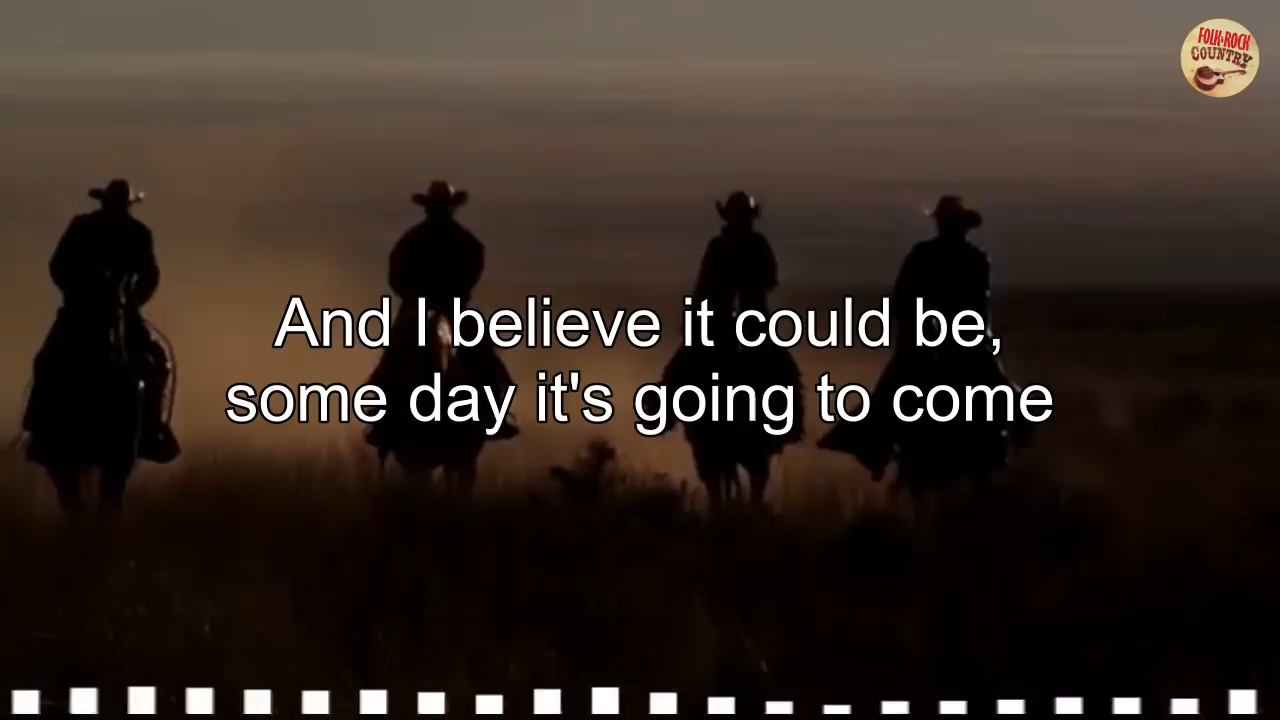 FOLK & ROCK
COUNTRY
And I believe it could be,
some day it's going to come